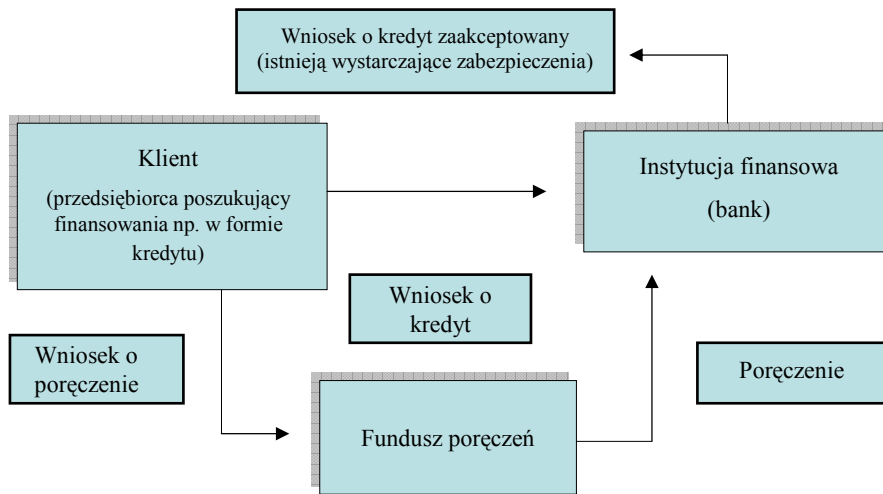 Wniosek o kredyt zaakceptowany
(istnieją wystarczające zabezpieczenia)
Klient
(przedsiębiorca poszukujący
finansowania np. w formie
kredytu)
Instytucja finansowa
(bank)
Wniosek o
kredyt
Wniosek o
poręczenie
Poręczenie
Fundusz poręczeń